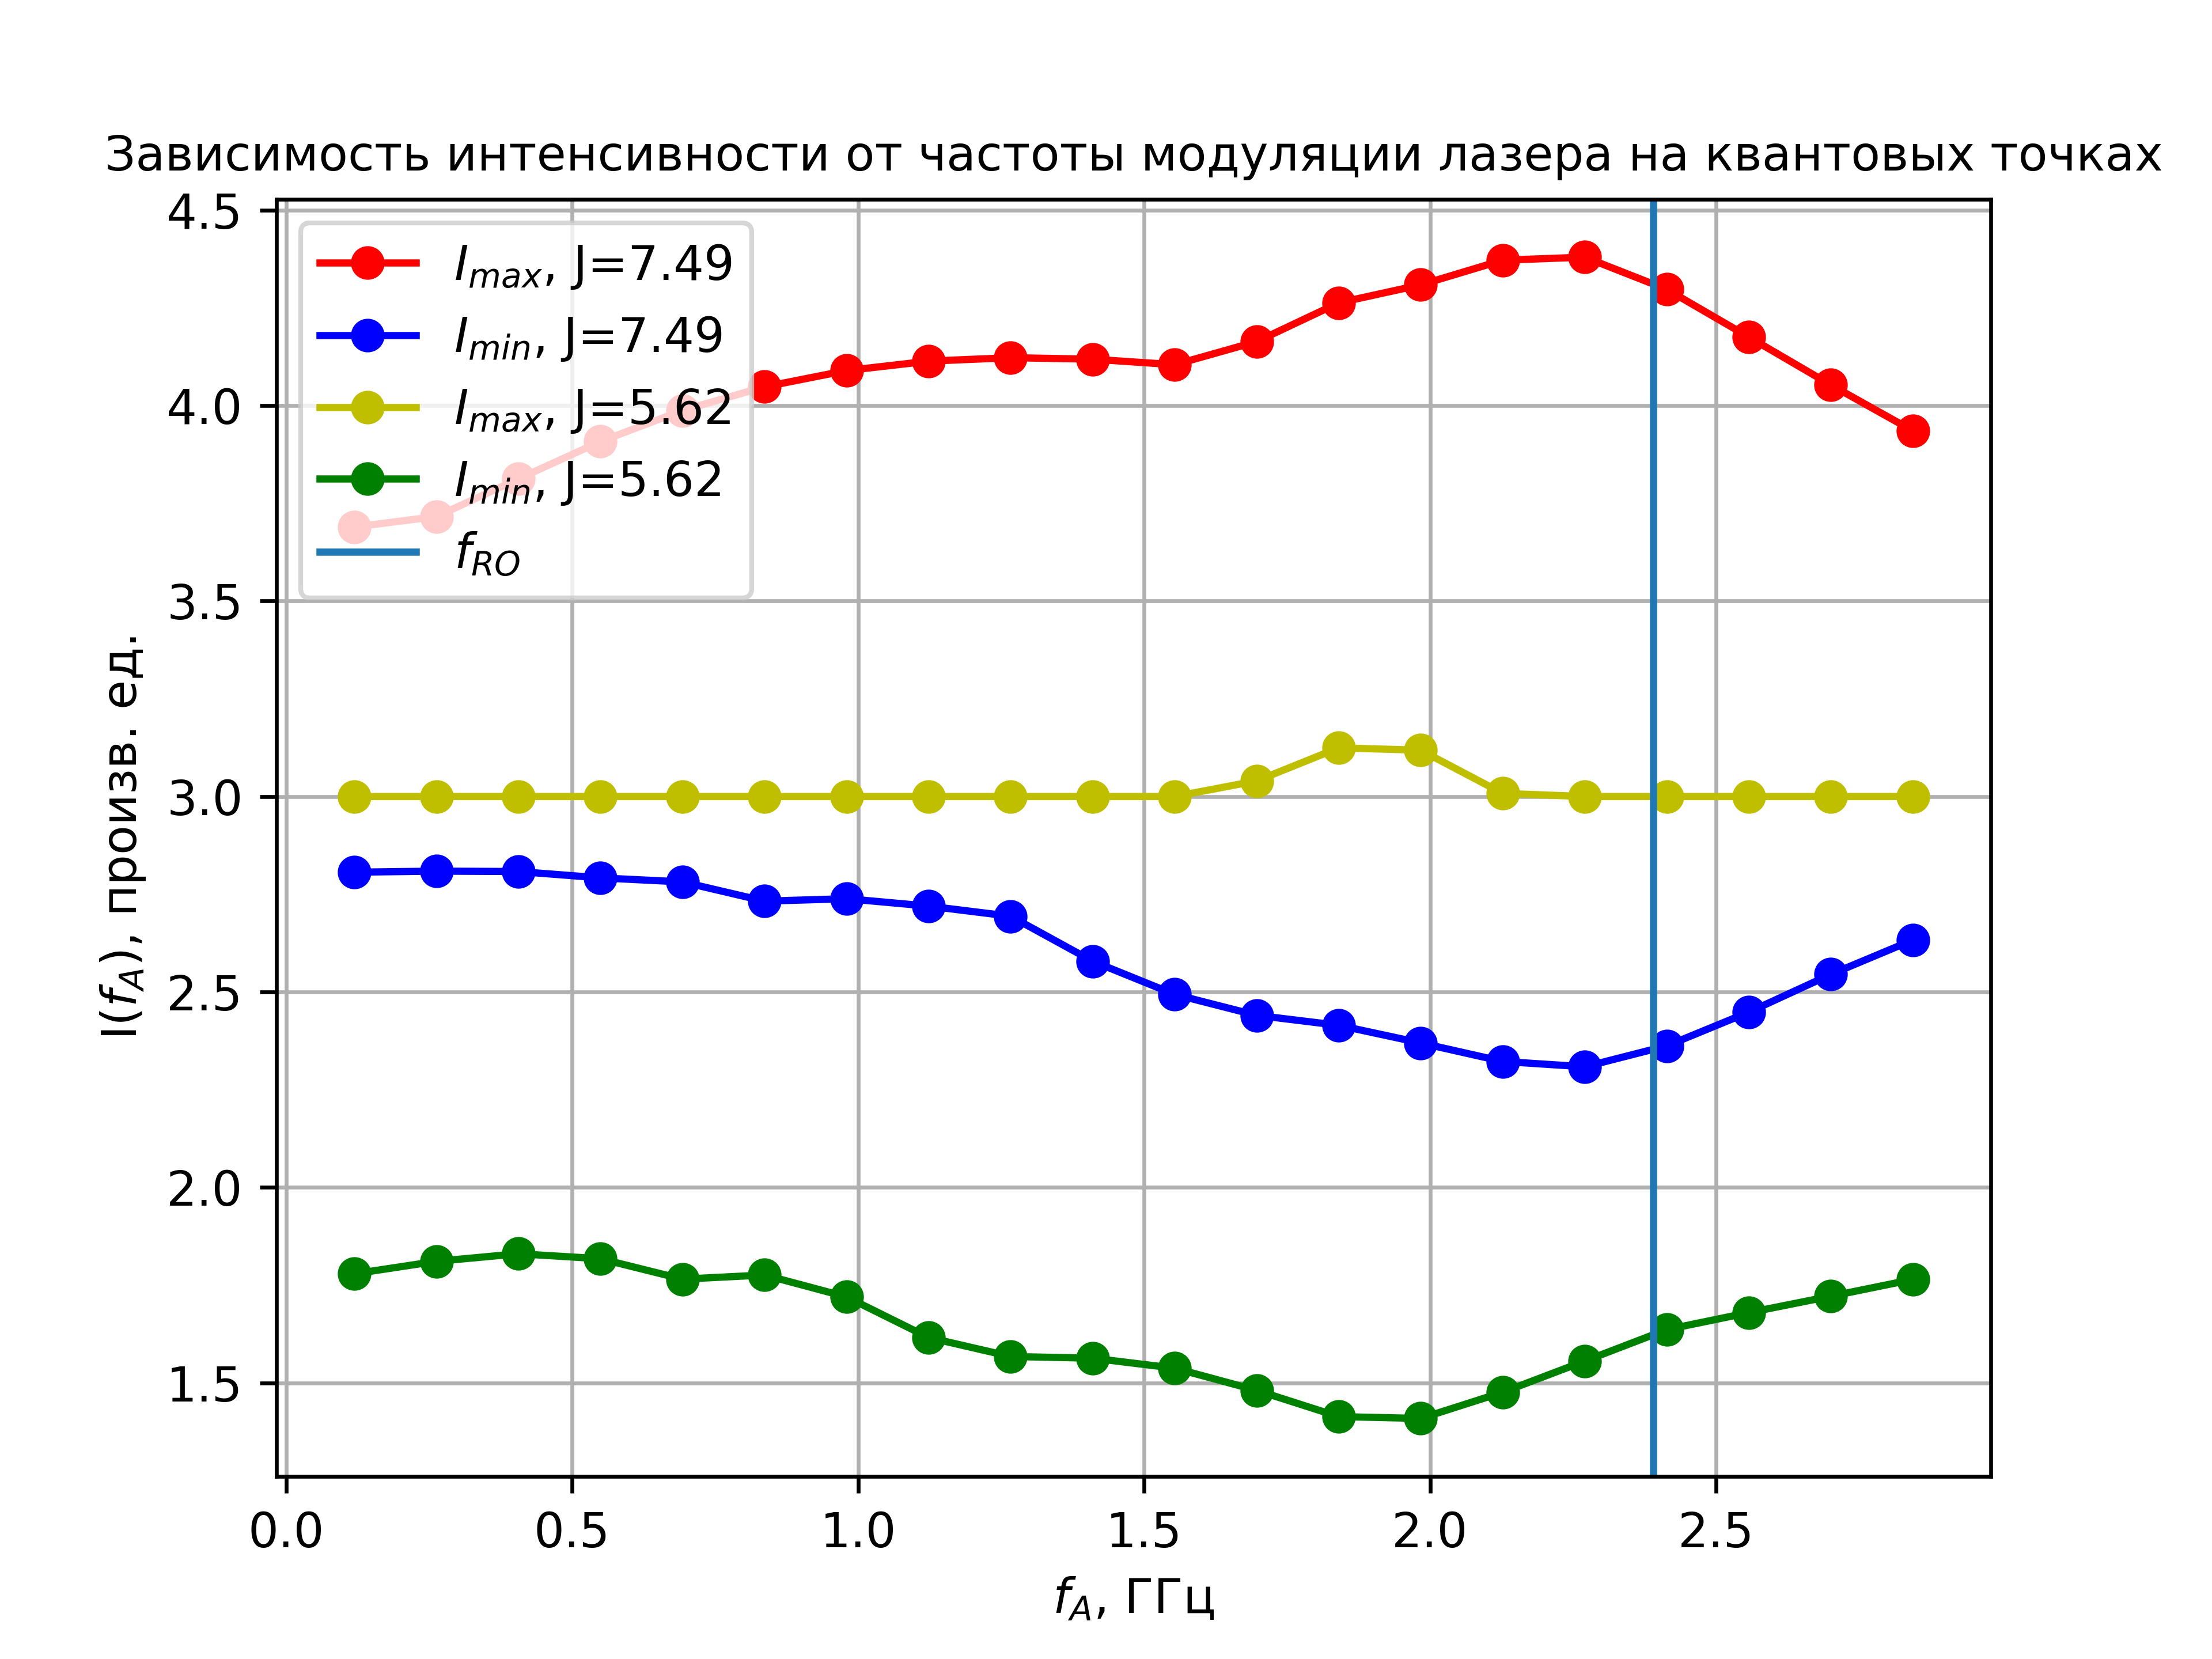 Зависимость интенсивности от частоты модуляции лазера на квантовых точках
4.5
4.0
3.5
3.0
2.5
2.0
1.5
I(f_A), произв. ед.
I_max, J=7.49
I_min, J=7.49
I_max, J=5.62
I_min, J=5.62
f_RO
0.0 0.5 1.0 1.5 2.0 2.5
f_A, ГГц